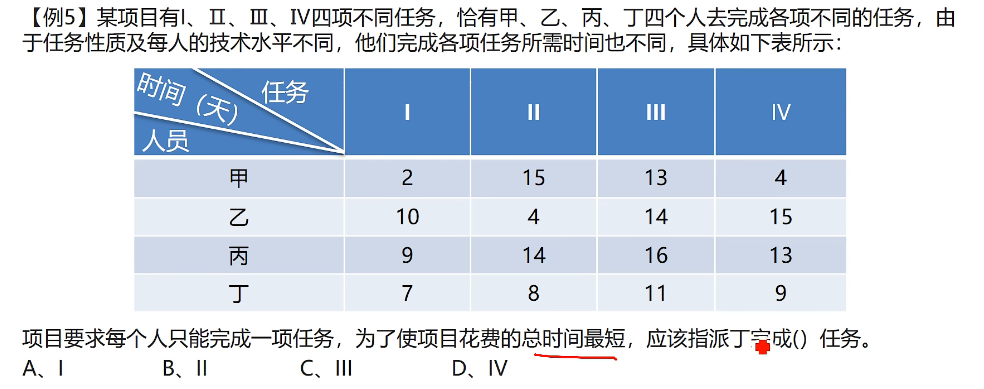 【例5】某项目有Ⅰ、Ⅱ、Ⅲ、Ⅳ四项不同任务，恰有甲、乙、丙、丁四个人去完成各项不同的任务，由
于任务性质及每人的技术水平不同，他们完成各项任务所需时间也不同，具体如下表所示：
时间（天） 任务 人员 Ⅰ Ⅱ Ⅲ Ⅳ
甲 2 15 13 4
乙 10 4 14 15
丙 9 14 16 13
丁 7 8 11 9
项目要求每个人只能完成一项任务，为了使项目花费的总时间最短，应该指派丁完成()任务。
A、Ⅰ B、Ⅱ C、Ⅲ D、Ⅳ